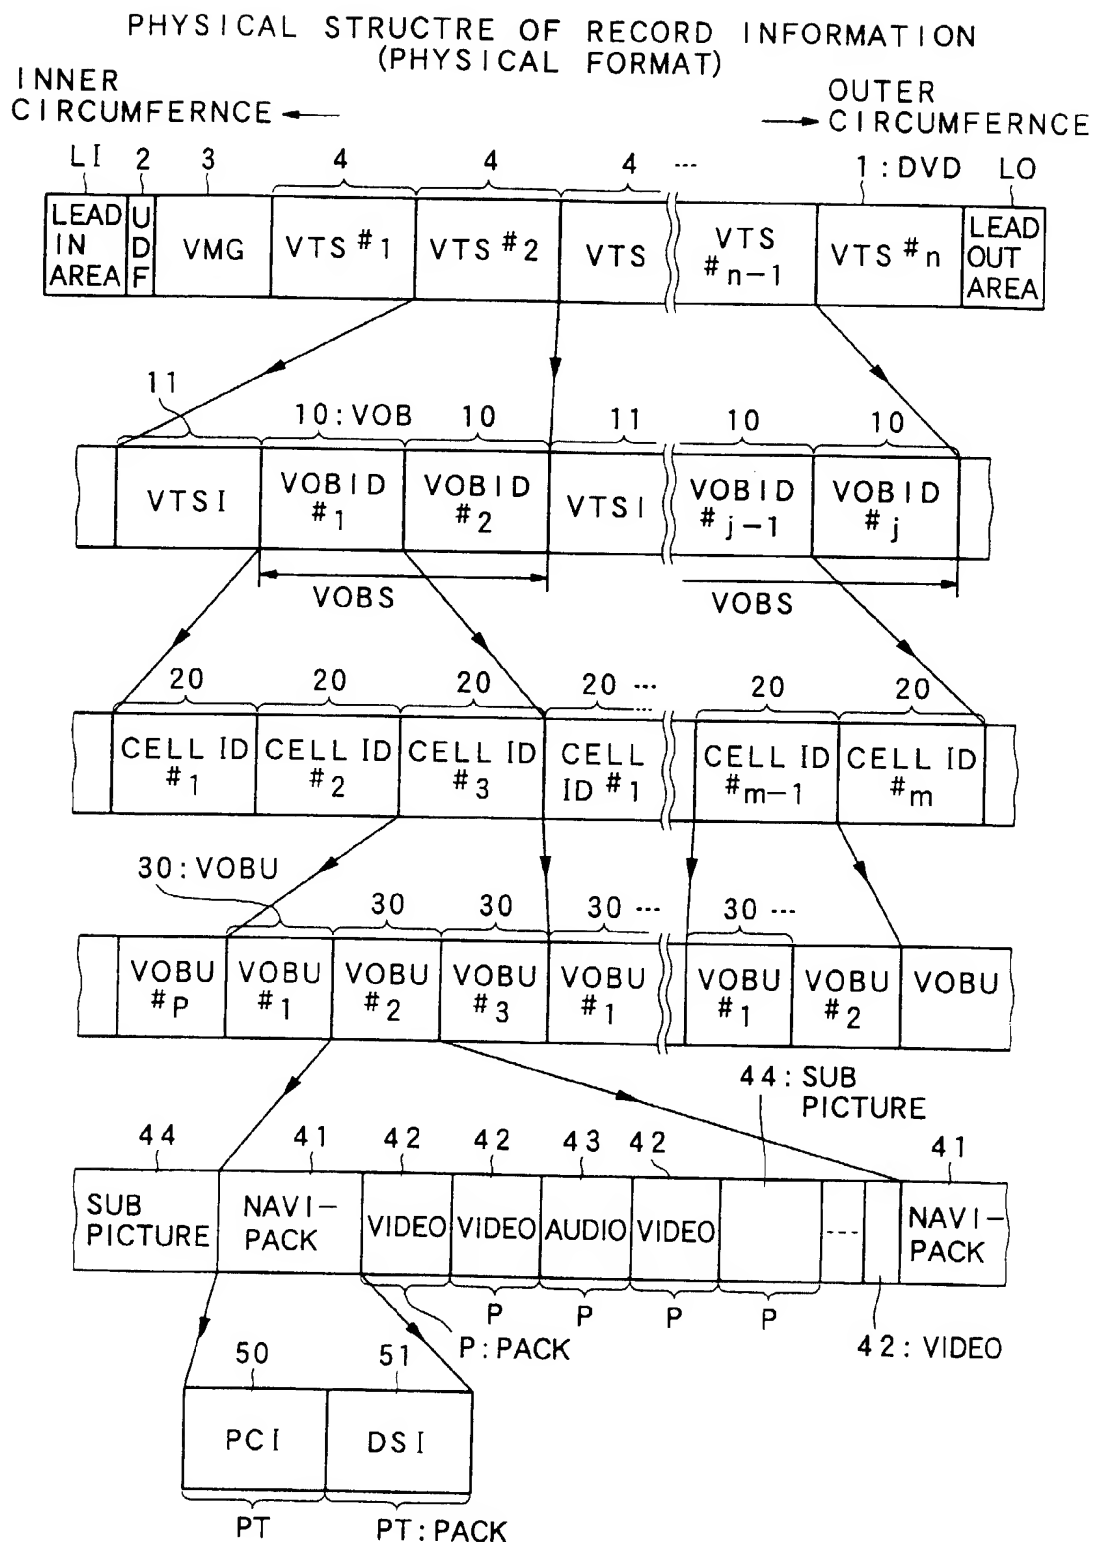 PHYSICAL STRUCTRE OF RECORD INFORMATION
(PHYSICAL FORMAT)
INNER
CIRCUMFERNCE
OUTER
CIRCUMFERNCE
LI 2 3 4 4 4 ... 1:DVD LO
LEAD IN AREA UDF VMG VTS #1 VTS #2 VTS VTS #n-1 VTS #n LEAD OUT AREA
11 10:VOB 10 11 10 10
VTSI VOBID #1 VOBID #2 VTSI VOBID #j-1 VOBID #j
VOBS VOBS
20 20 20 20 ... 20 20
CELL ID #1 CELL ID #2 CELL ID #3 CELL ID #1 CELL ID #m-1 CELL ID #m
30:VOBU 30 30 30 ... 30 ...
VOBU #P VOBU #1 VOBU #2 VOBU #3 VOBU #1 VOBU #1 VOBU #2 VOBU
44:SUB PICTURE
44 41 42 42 43 42 41
SUB PICTURE NAVI-PACK VIDEO VIDEO AUDIO VIDEO ---- NAVI-PACK
P P P P
P:PACK 42:VIDEO
50 51
PCI DSI
PT PT:PACK